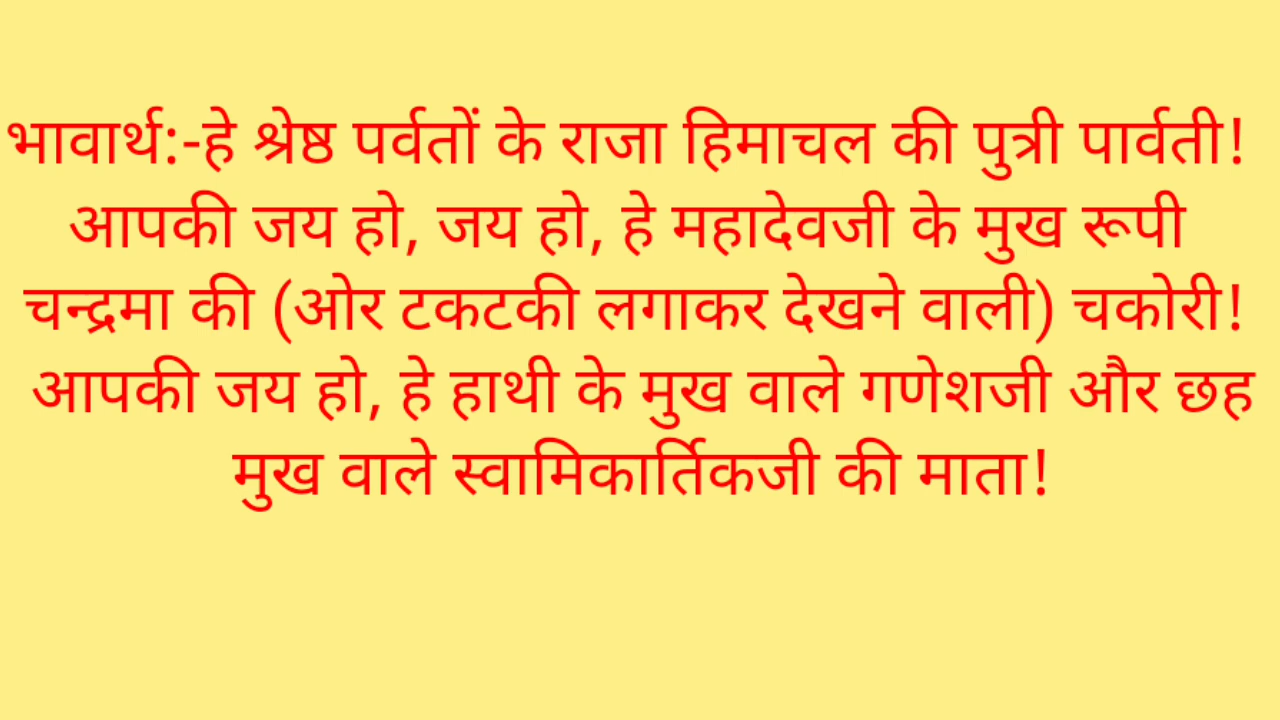 भावार्थ:-हे श्रेष्ठ पर्वतों के राजा हिमाचल की पुत्री पार्वती!
आपकी जय हो, जय हो, हे महादेवजी के मुख रूपी
चन्द्रमा की (ओर टकटकी लगाकर देखने वाली) चकोरी!
आपकी जय हो, हे हाथी के मुख वाले गणेशजी और छह
मुख वाले स्वामिकार्तिकजी की माता!